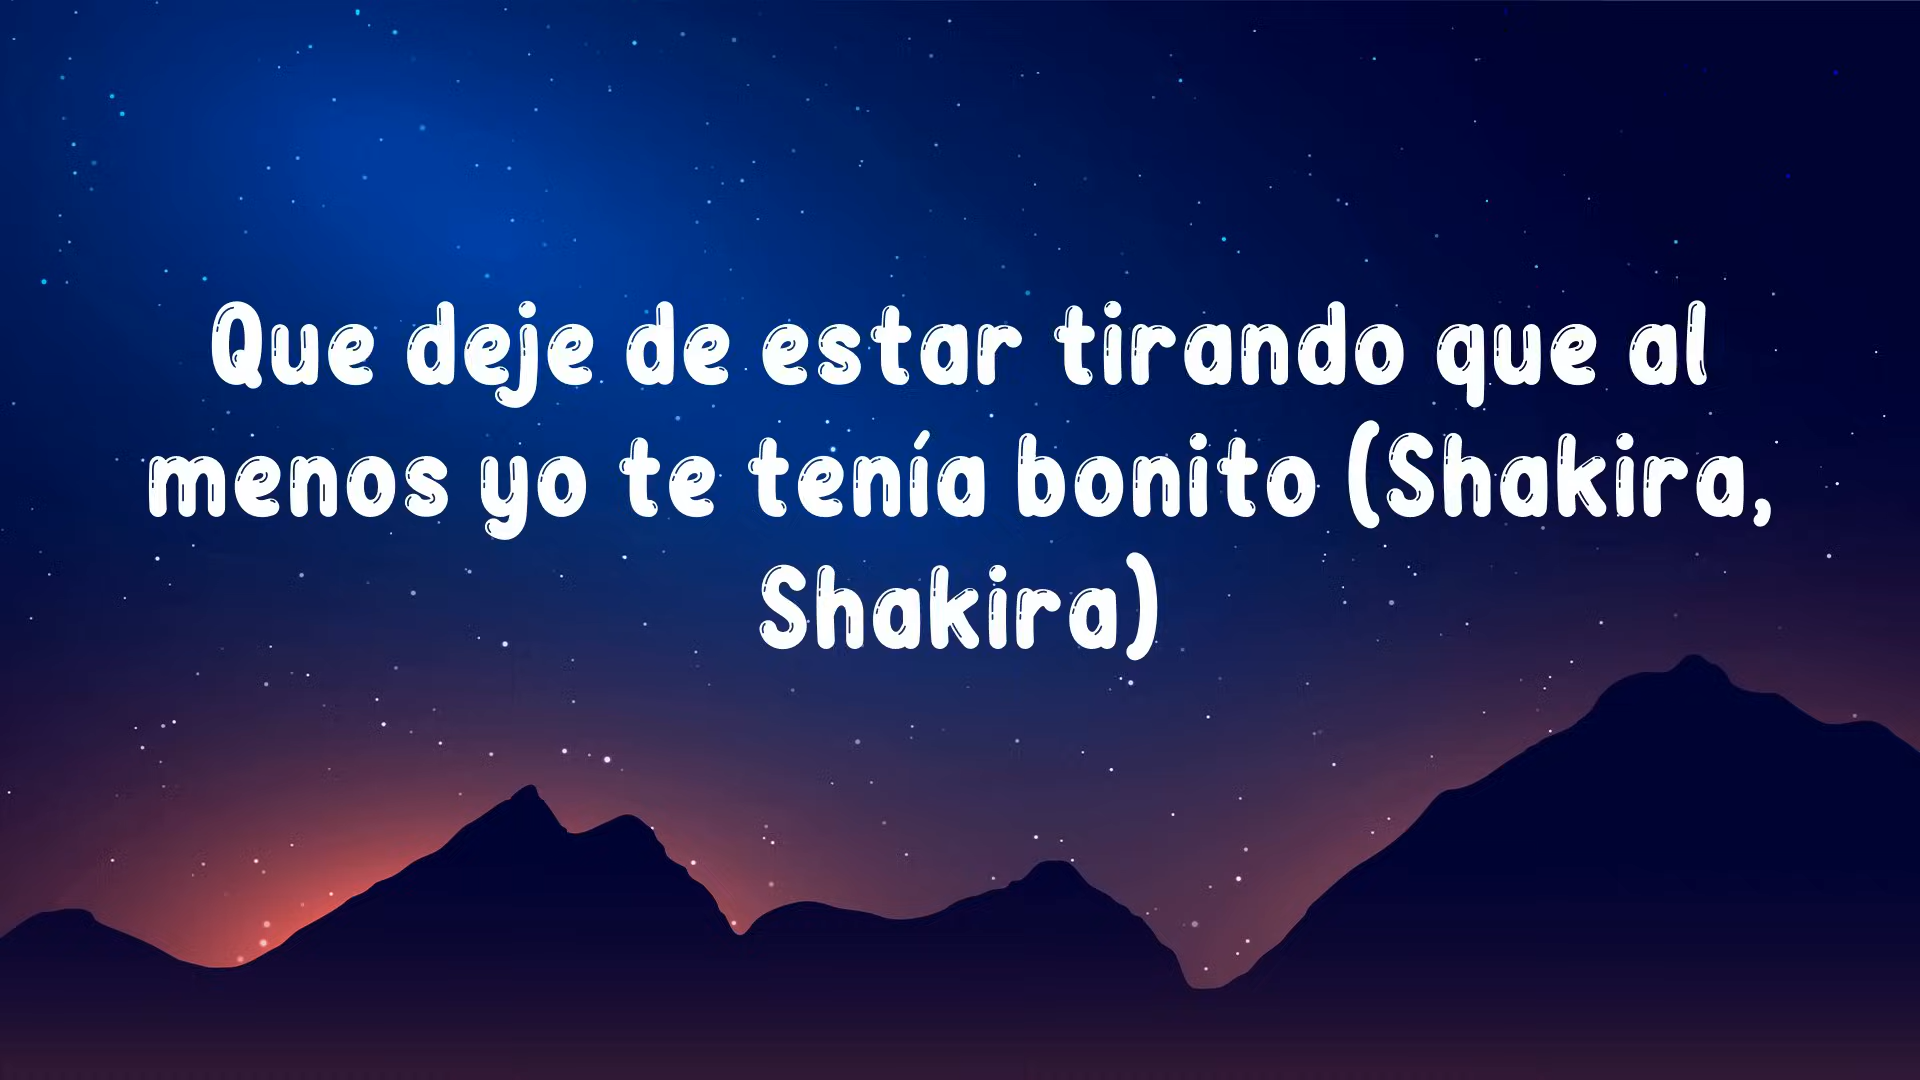 Que deje de estar tirando que al
menos yo te tenía bonito (Shakira,
Shakira)